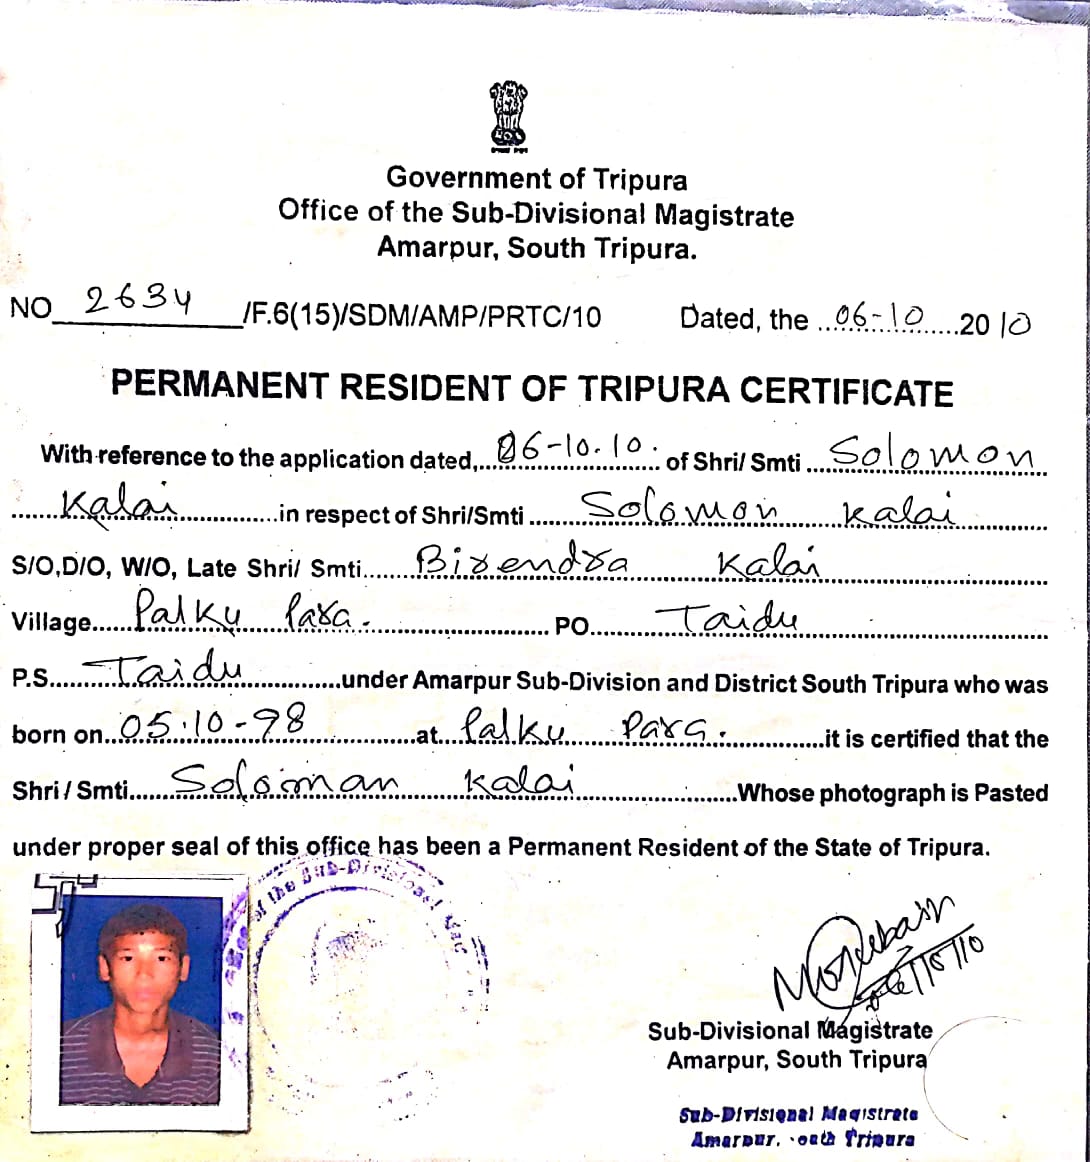 Government of Tripura
Office of the Sub-Divisional Magistrate
Amarpur, South Tripura.
NO 2634 /F.6(15)/SDM/AMP/PRTC/10 Dated, the 06-10 2010
PERMANENT RESIDENT OF TRIPURA CERTIFICATE
With reference to the application dated, 06-10.10. of Shri/ Smti Solomon
Kalai in respect of Shri/Smti Solomon Kalai
S/O,D/O, W/O, Late Shri/ Smti Birendra Kalai
Village Palku Para. PO Taidu
P.S. Taidu under Amarpur Sub-Division and District South Tripura who was
born on 05.10-98 at Palku Para. it is certified that the
Shri / Smti Soloman Kalai Whose photograph is Pasted
under proper seal of this office has been a Permanent Resident of the State of Tripura.
of the Sub-Divisional Mag
Sub-Divisional Magistrate
Amarpur, South Tripura
Sub-Divisional Magistrate
Amarpur, South Tripura